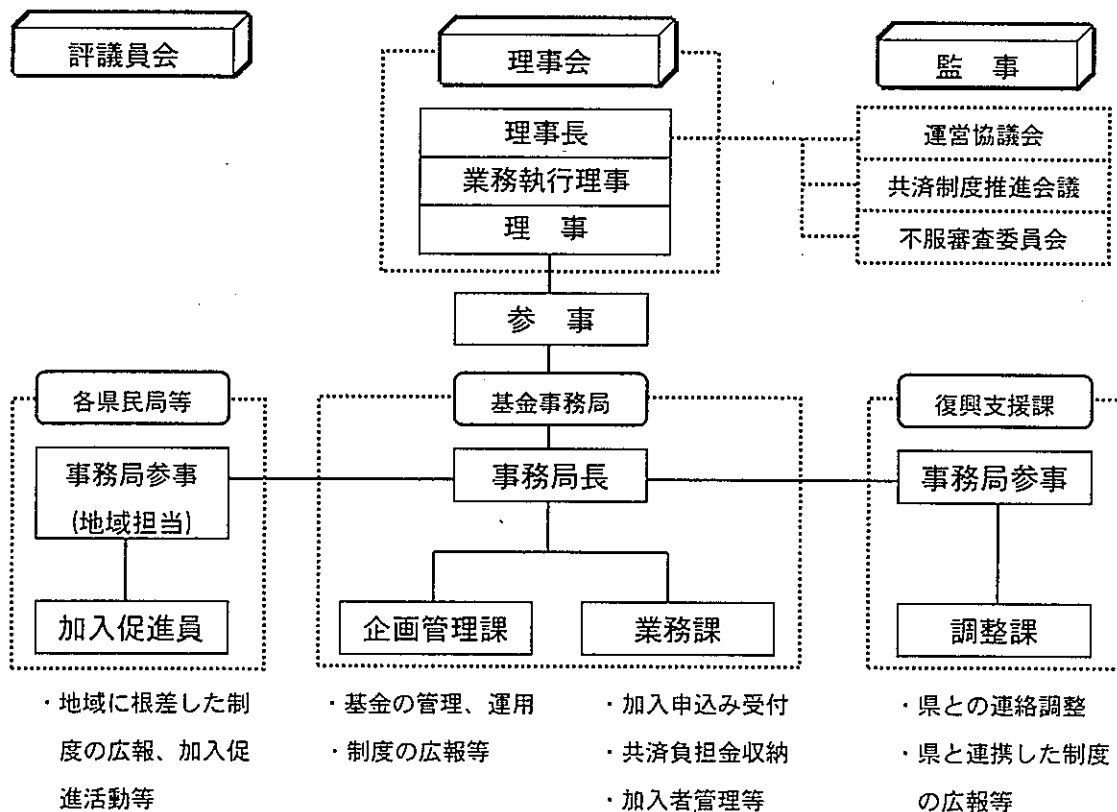 評議員会
理事会
監　事
理事長
業務執行理事
理　事
運営協議会
共済制度推進会議
不服審査委員会
参　事
各県民局等
基金事務局
復興支援課
事務局参事
(地域担当)
事務局長
事務局参事
加入促進員
企画管理課
業務課
調整課
・地域に根差した制
度の広報、加入促
進活動等
・基金の管理、運用
・制度の広報等
・加入申込み受付
・共済負担金収納
・加入者管理等
・県との連絡調整
・県と連携した制度
の広報等